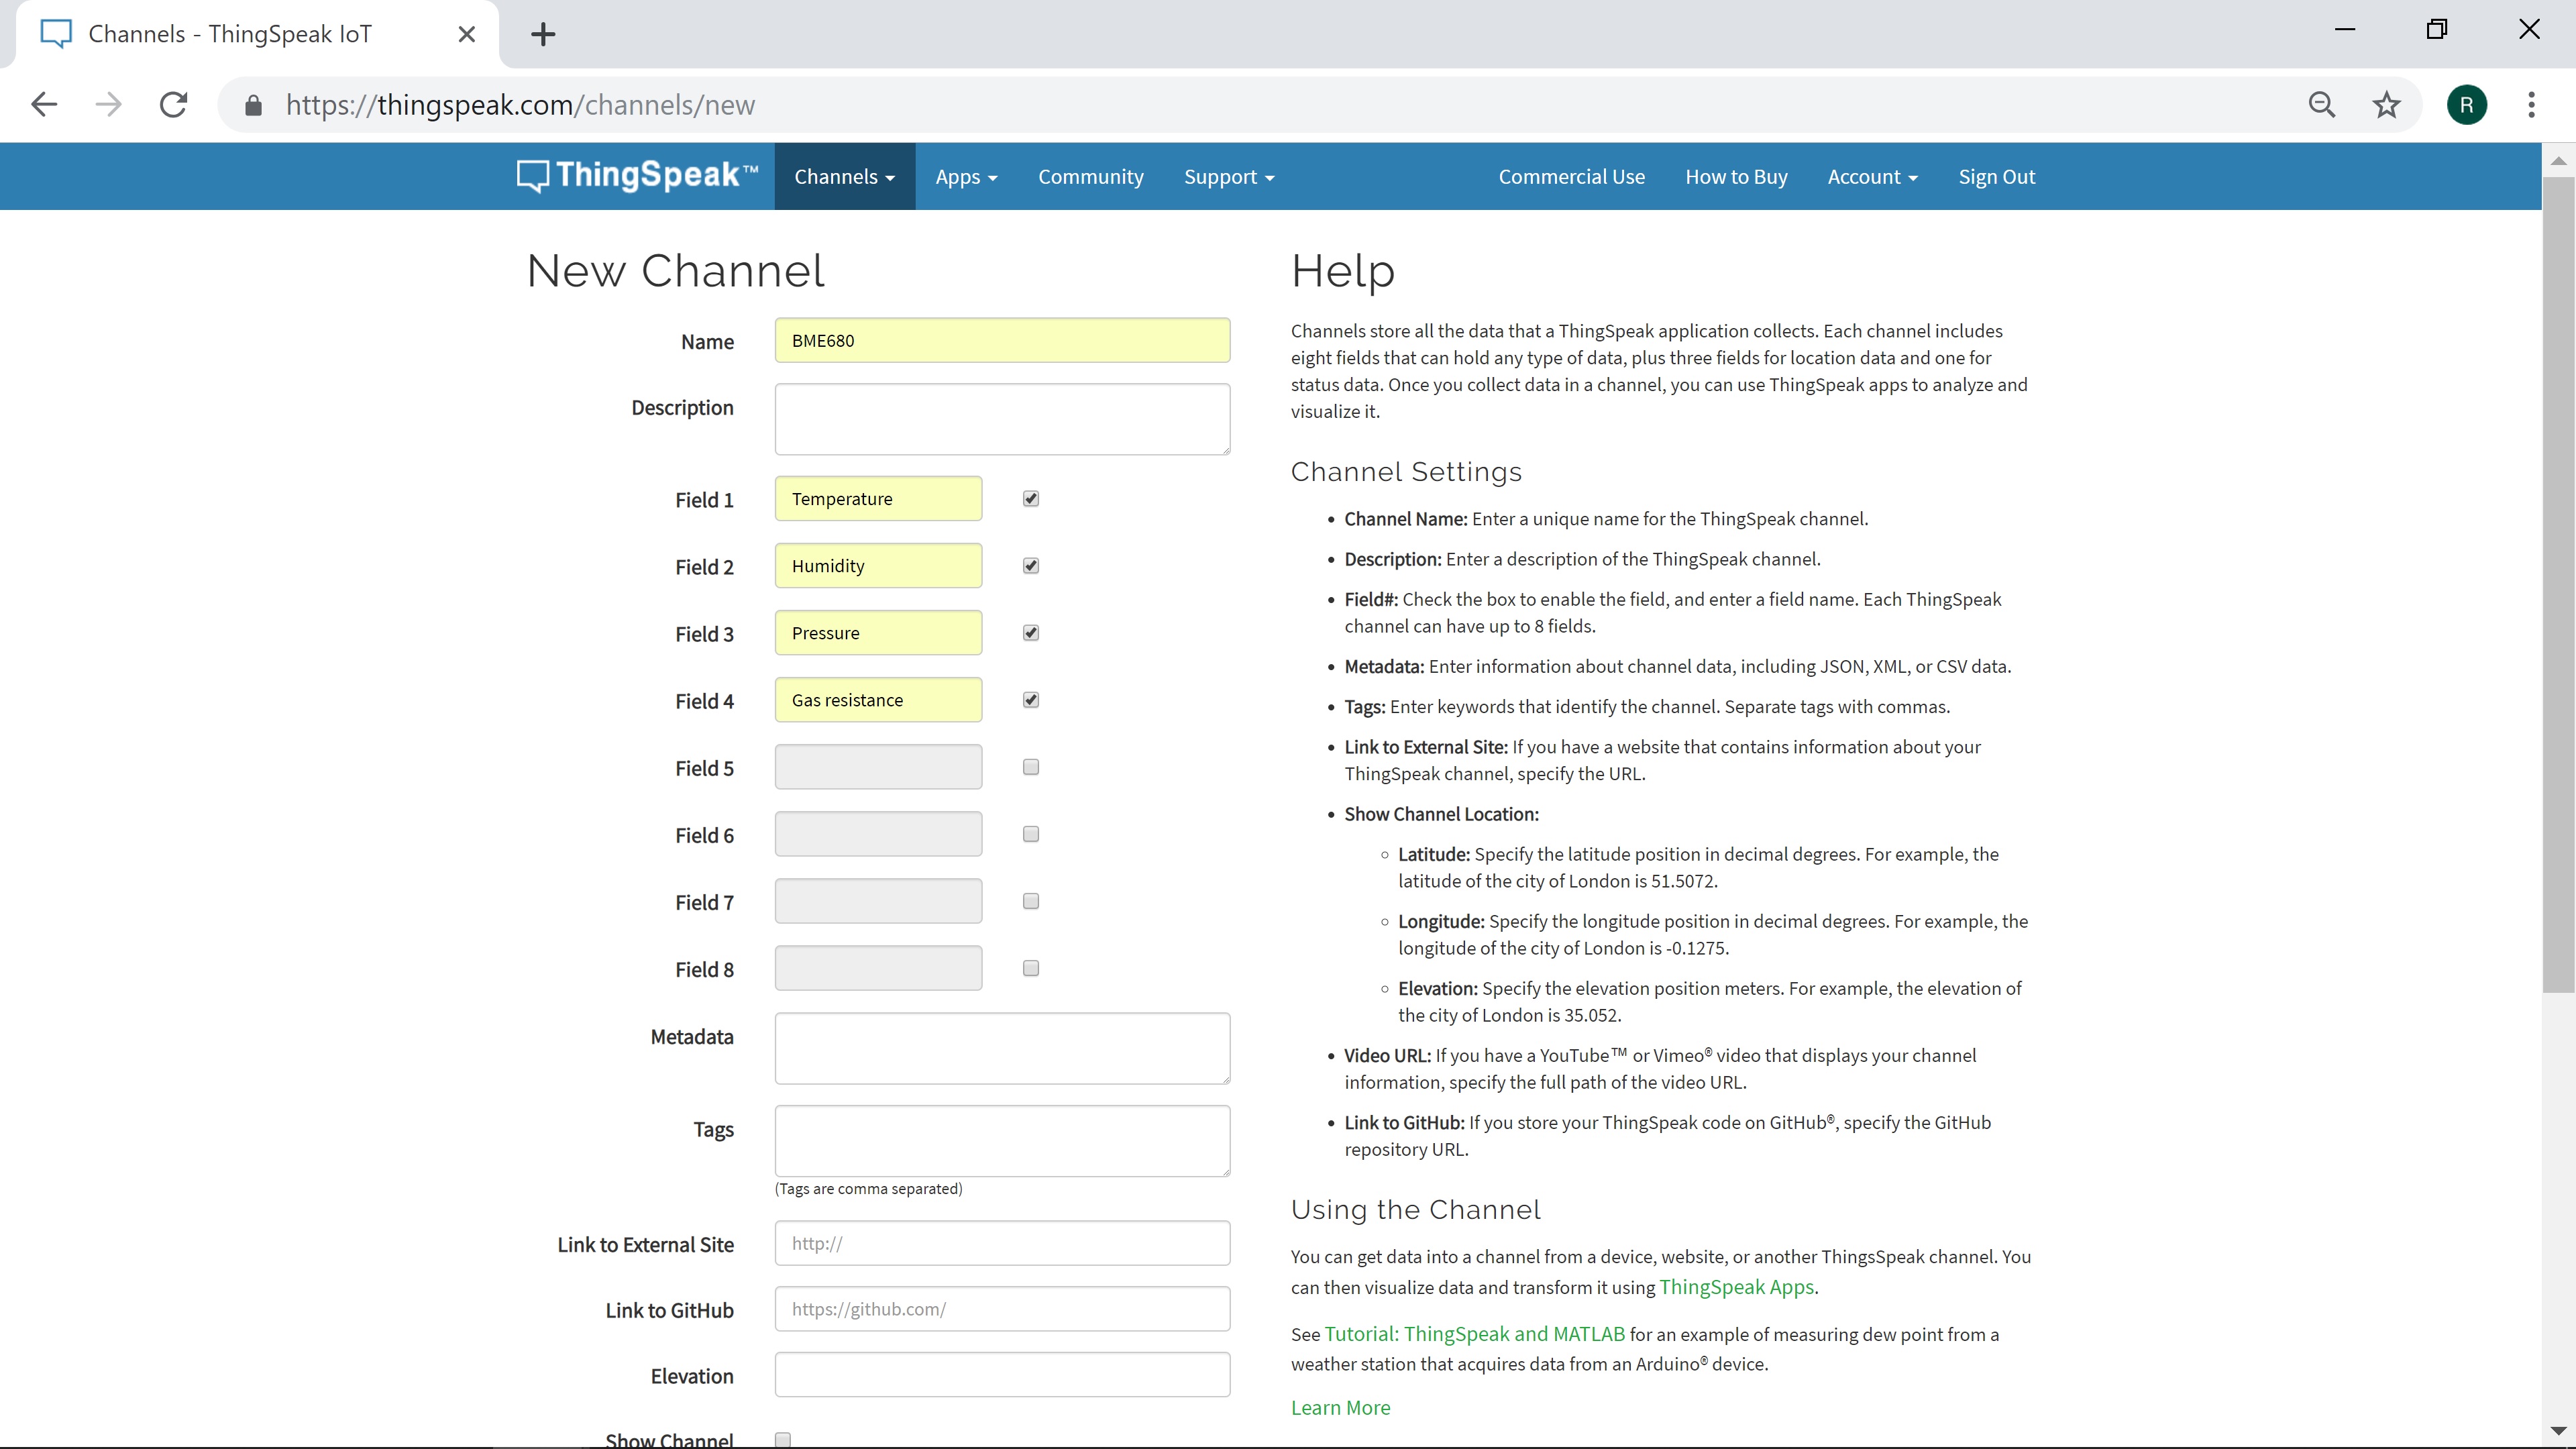 Channels - ThingSpeak IoT
https://thingspeak.com/channels/new
R
ThingSpeak™
Channels
Apps
Community
Support
Commercial Use
How to Buy
Account
Sign Out
New Channel
Name
BME680
Description
Field 1
Temperature
Field 2
Humidity
Field 3
Pressure
Field 4
Gas resistance
Field 5
Field 6
Field 7
Field 8
Metadata
Tags
(Tags are comma separated)
Link to External Site
http://
Link to GitHub
https://github.com/
Elevation
Show Channel
Help
Channels store all the data that a ThingSpeak application collects. Each channel includes
eight fields that can hold any type of data, plus three fields for location data and one for
status data. Once you collect data in a channel, you can use ThingSpeak apps to analyze and
visualize it.
Channel Settings
• Channel Name: Enter a unique name for the ThingSpeak channel.
• Description: Enter a description of the ThingSpeak channel.
• Field#: Check the box to enable the field, and enter a field name. Each ThingSpeak
channel can have up to 8 fields.
• Metadata: Enter information about channel data, including JSON, XML, or CSV data.
• Tags: Enter keywords that identify the channel. Separate tags with commas.
• Link to External Site: If you have a website that contains information about your
ThingSpeak channel, specify the URL.
• Show Channel Location:
◦ Latitude: Specify the latitude position in decimal degrees. For example, the
latitude of the city of London is 51.5072.
◦ Longitude: Specify the longitude position in decimal degrees. For example, the
longitude of the city of London is -0.1275.
◦ Elevation: Specify the elevation position meters. For example, the elevation of
the city of London is 35.052.
• Video URL: If you have a YouTube™ or Vimeo® video that displays your channel
information, specify the full path of the video URL.
• Link to GitHub: If you store your ThingSpeak code on GitHub®, specify the GitHub
repository URL.
Using the Channel
You can get data into a channel from a device, website, or another ThingsSpeak channel. You
can then visualize data and transform it using ThingSpeak Apps.
See Tutorial: ThingSpeak and MATLAB for an example of measuring dew point from a
weather station that acquires data from an Arduino® device.
Learn More